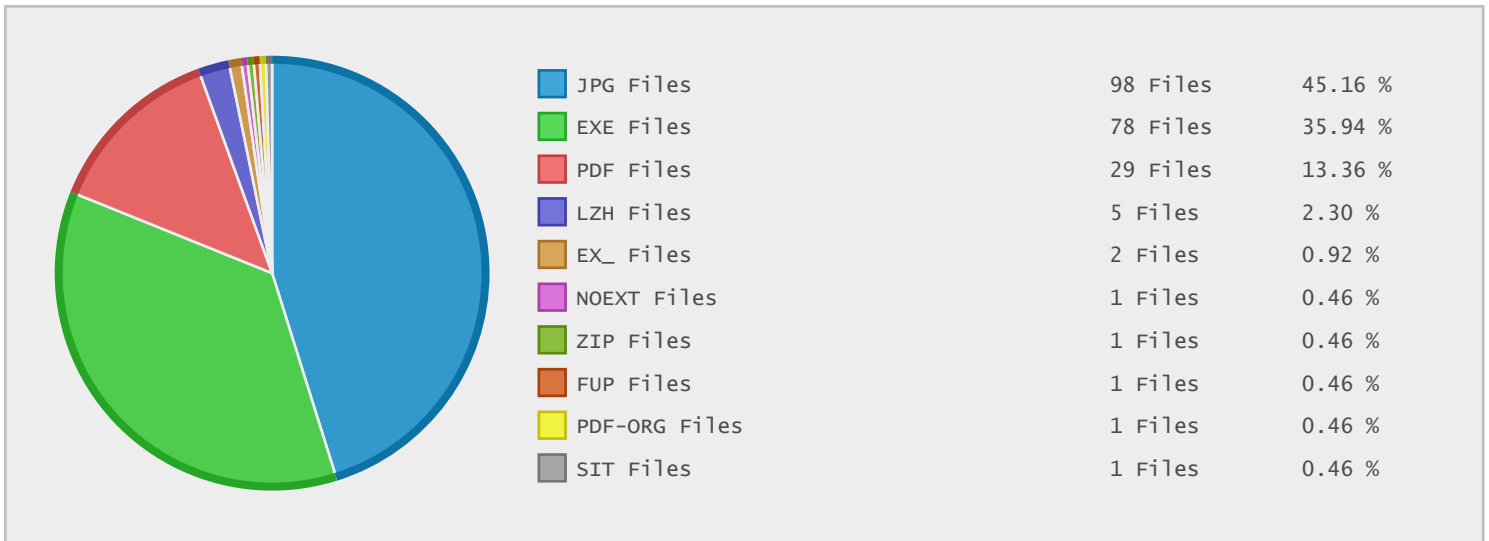 JPG Files 98 Files 45.16 %
EXE Files 78 Files 35.94 %
PDF Files 29 Files 13.36 %
LZH Files 5 Files 2.30 %
EX_ Files 2 Files 0.92 %
NOEXT Files 1 Files 0.46 %
ZIP Files 1 Files 0.46 %
FUP Files 1 Files 0.46 %
PDF-ORG Files 1 Files 0.46 %
SIT Files 1 Files 0.46 %